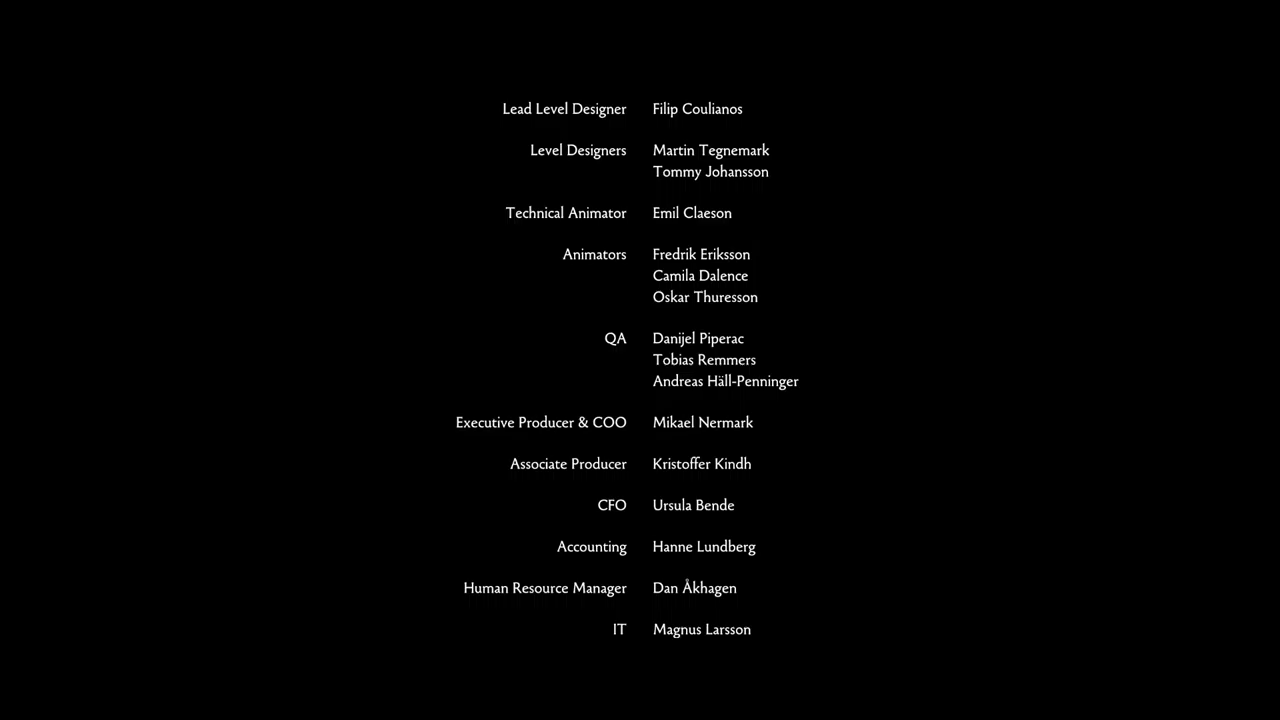 Lead Level Designer Filip Coulianos
Level Designers Martin Tegnemark
Tommy Johansson
Technical Animator Emil Claeson
Animators Fredrik Eriksson
Camila Dalence
Oskar Thuresson
QA Danijel Piperac
Tobias Remmers
Andreas Häll-Penninger
Executive Producer & COO Mikael Nermark
Associate Producer Kristoffer Kindh
CFO Ursula Bende
Accounting Hanne Lundberg
Human Resource Manager Dan Åkhagen
IT Magnus Larsson